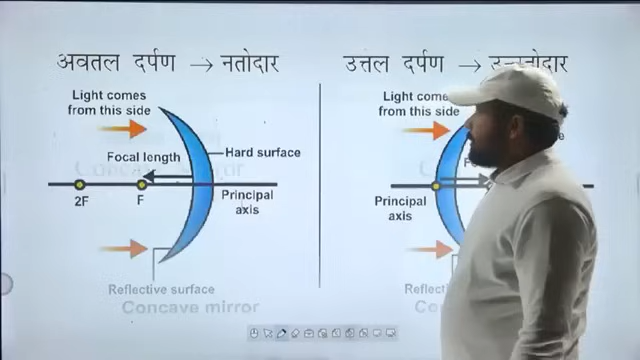 अवतल दर्पण → नतोदार
Light comes
from this side
Focal length
Hard surface
2F
F
Principal
axis
Reflective surface
Concave mirror
उत्तल दर्पण →
Light
from this side
Principal
axis